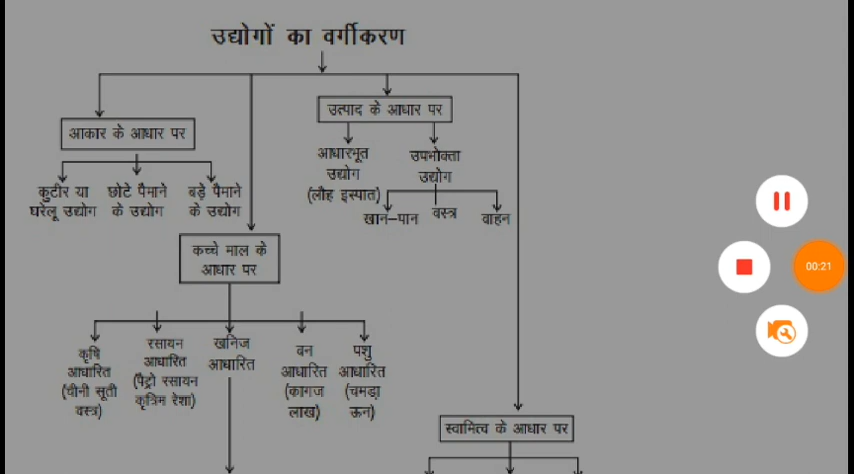 उद्योगों का वर्गीकरण
उत्पाद के आधार पर
आकार के आधार पर
आधारभूत
उद्योग
(लौह इस्पात)
उपभोक्ता
उद्योग
कुटीर या
घरेलू उद्योग
छोटे पैमाने
के उद्योग
बड़े पैमाने
के उद्योग
खान-पान
वस्त्र
वाहन
कच्चे माल के
आधार पर
कृषि
आधारित
(चीनी सूती
वस्त्र)
रसायन
आधारित
(पैट्रो रसायन
कृत्रिम रेशा)
खनिज
आधारित
वन
आधारित
(कागज
लाख)
पशु
आधारित
(चमड़ा
ऊन)
स्वामित्व के आधार पर
00:21